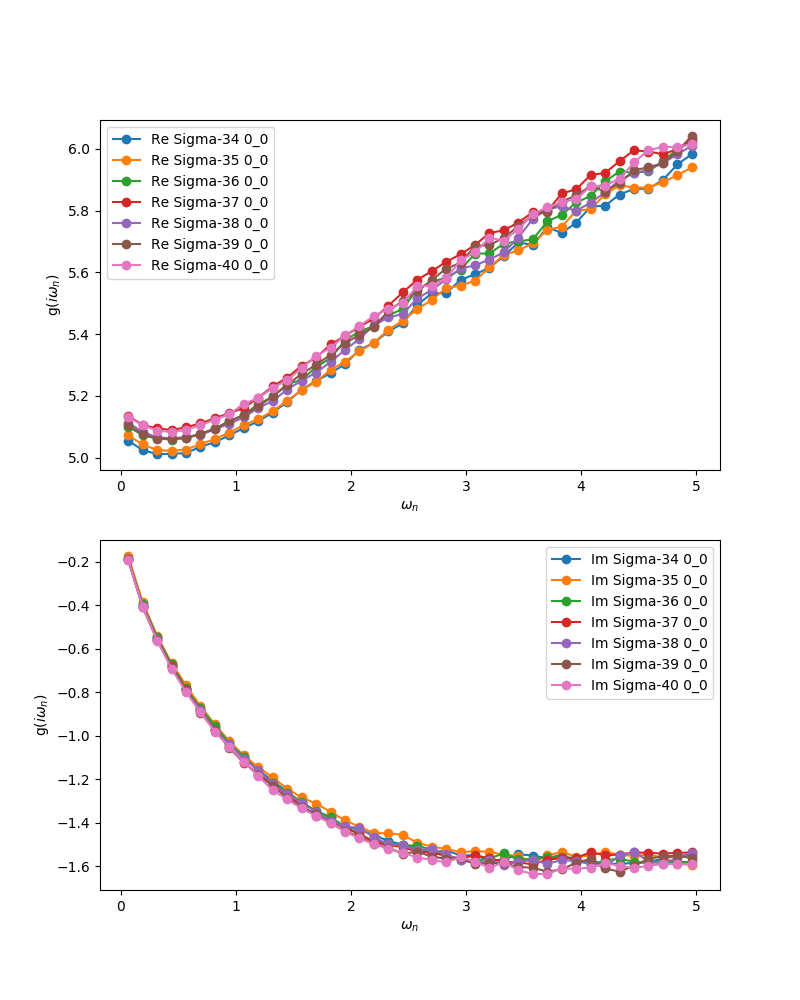 6.0
5.8
5.6
5.4
5.2
5.0
g(iωn)
Re Sigma-34 0_0
Re Sigma-35 0_0
Re Sigma-36 0_0
Re Sigma-37 0_0
Re Sigma-38 0_0
Re Sigma-39 0_0
Re Sigma-40 0_0
0 1 2 3 4 5
ωn
−0.2
−0.4
−0.6
−0.8
−1.0
−1.2
−1.4
−1.6
g(iωn)
Im Sigma-34 0_0
Im Sigma-35 0_0
Im Sigma-36 0_0
Im Sigma-37 0_0
Im Sigma-38 0_0
Im Sigma-39 0_0
Im Sigma-40 0_0
0 1 2 3 4 5
ωn